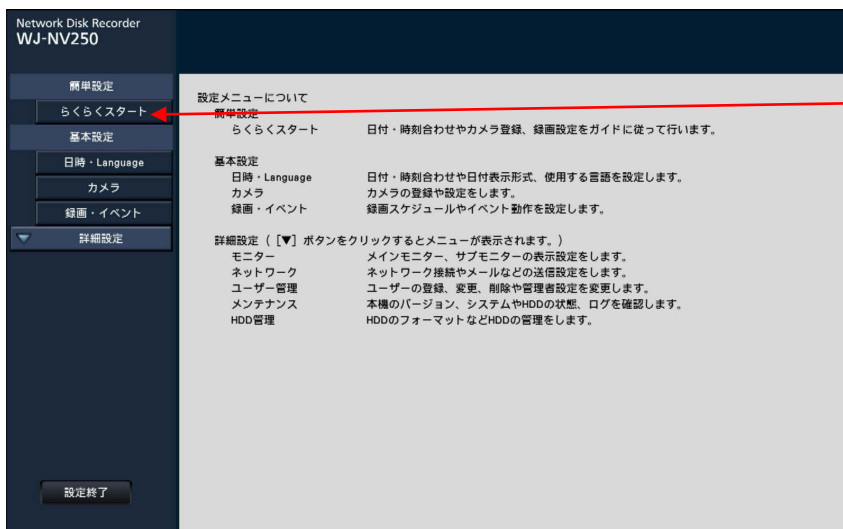 Network Disk Recorder
WJ-NV250
簡単設定
らくらくスタート
基本設定
日時・Language
カメラ
録画・イベント
▼ 詳細設定
設定終了
設定メニューについて
簡単設定
らくらくスタート 日付・時刻合わせやカメラ登録、録画設定をガイドに従って行います。
基本設定
日時・Language 日付・時刻合わせや日付表示形式、使用する言語を設定します。
カメラ カメラの登録や設定をします。
録画・イベント 録画スケジュールやイベント動作を設定します。
詳細設定（［▼］ボタンをクリックするとメニューが表示されます。）
モニター メインモニター、サブモニターの表示設定をします。
ネットワーク ネットワーク接続やメールなどの送信設定をします。
ユーザー管理 ユーザーの登録、変更、削除や管理者設定を変更します。
メンテナンス 本機のバージョン、システムやHDDの状態、ログを確認します。
HDD管理 HDDのフォーマットなどHDDの管理をします。